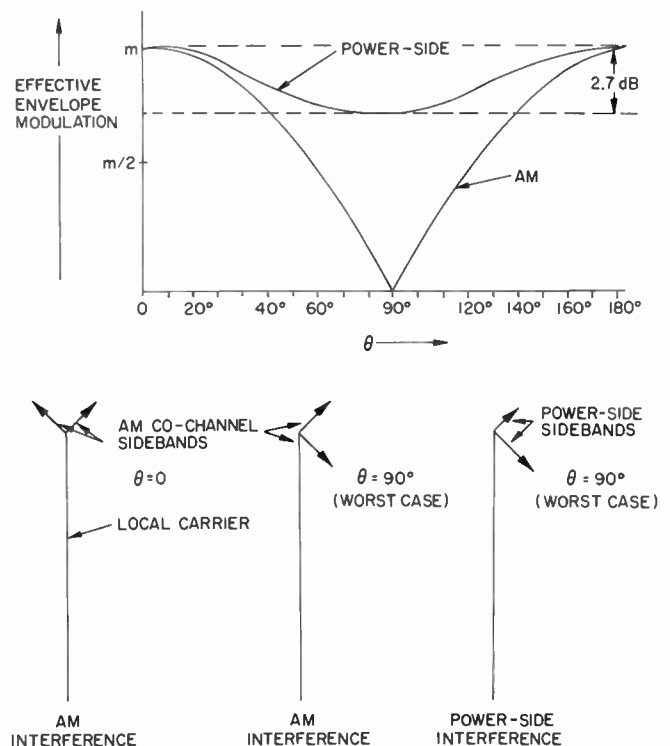 EFFECTIVE
ENVELOPE
MODULATION
m
m/2
POWER-SIDE
2.7 dB
AM
0 20° 40° 60° 90° 120° 140° 160° 180°
θ
AM CO-CHANNEL
SIDEBANDS
θ=0
LOCAL CARRIER
AM
INTERFERENCE
θ = 90°
(WORST CASE)
AM
INTERFERENCE
POWER-SIDE
SIDEBANDS
θ = 90°
(WORST CASE)
POWER-SIDE
INTERFERENCE